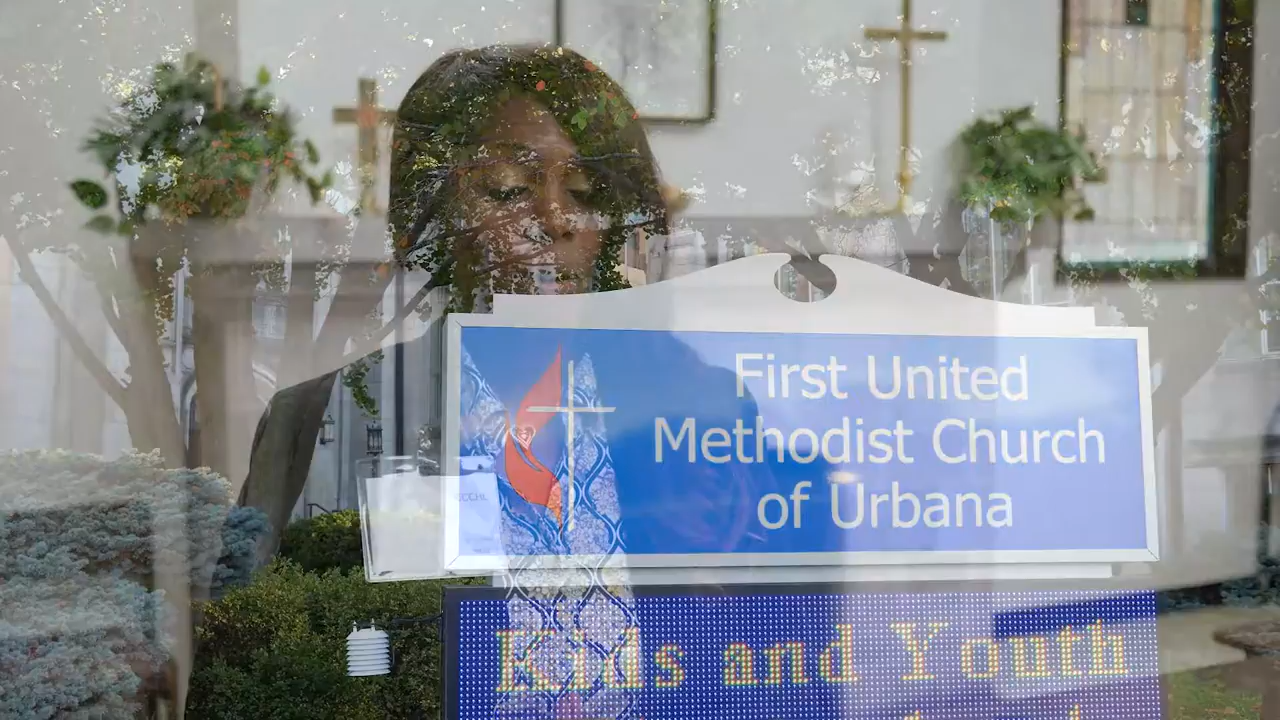 First United
Methodist Church
of Urbana
Kids and Youth